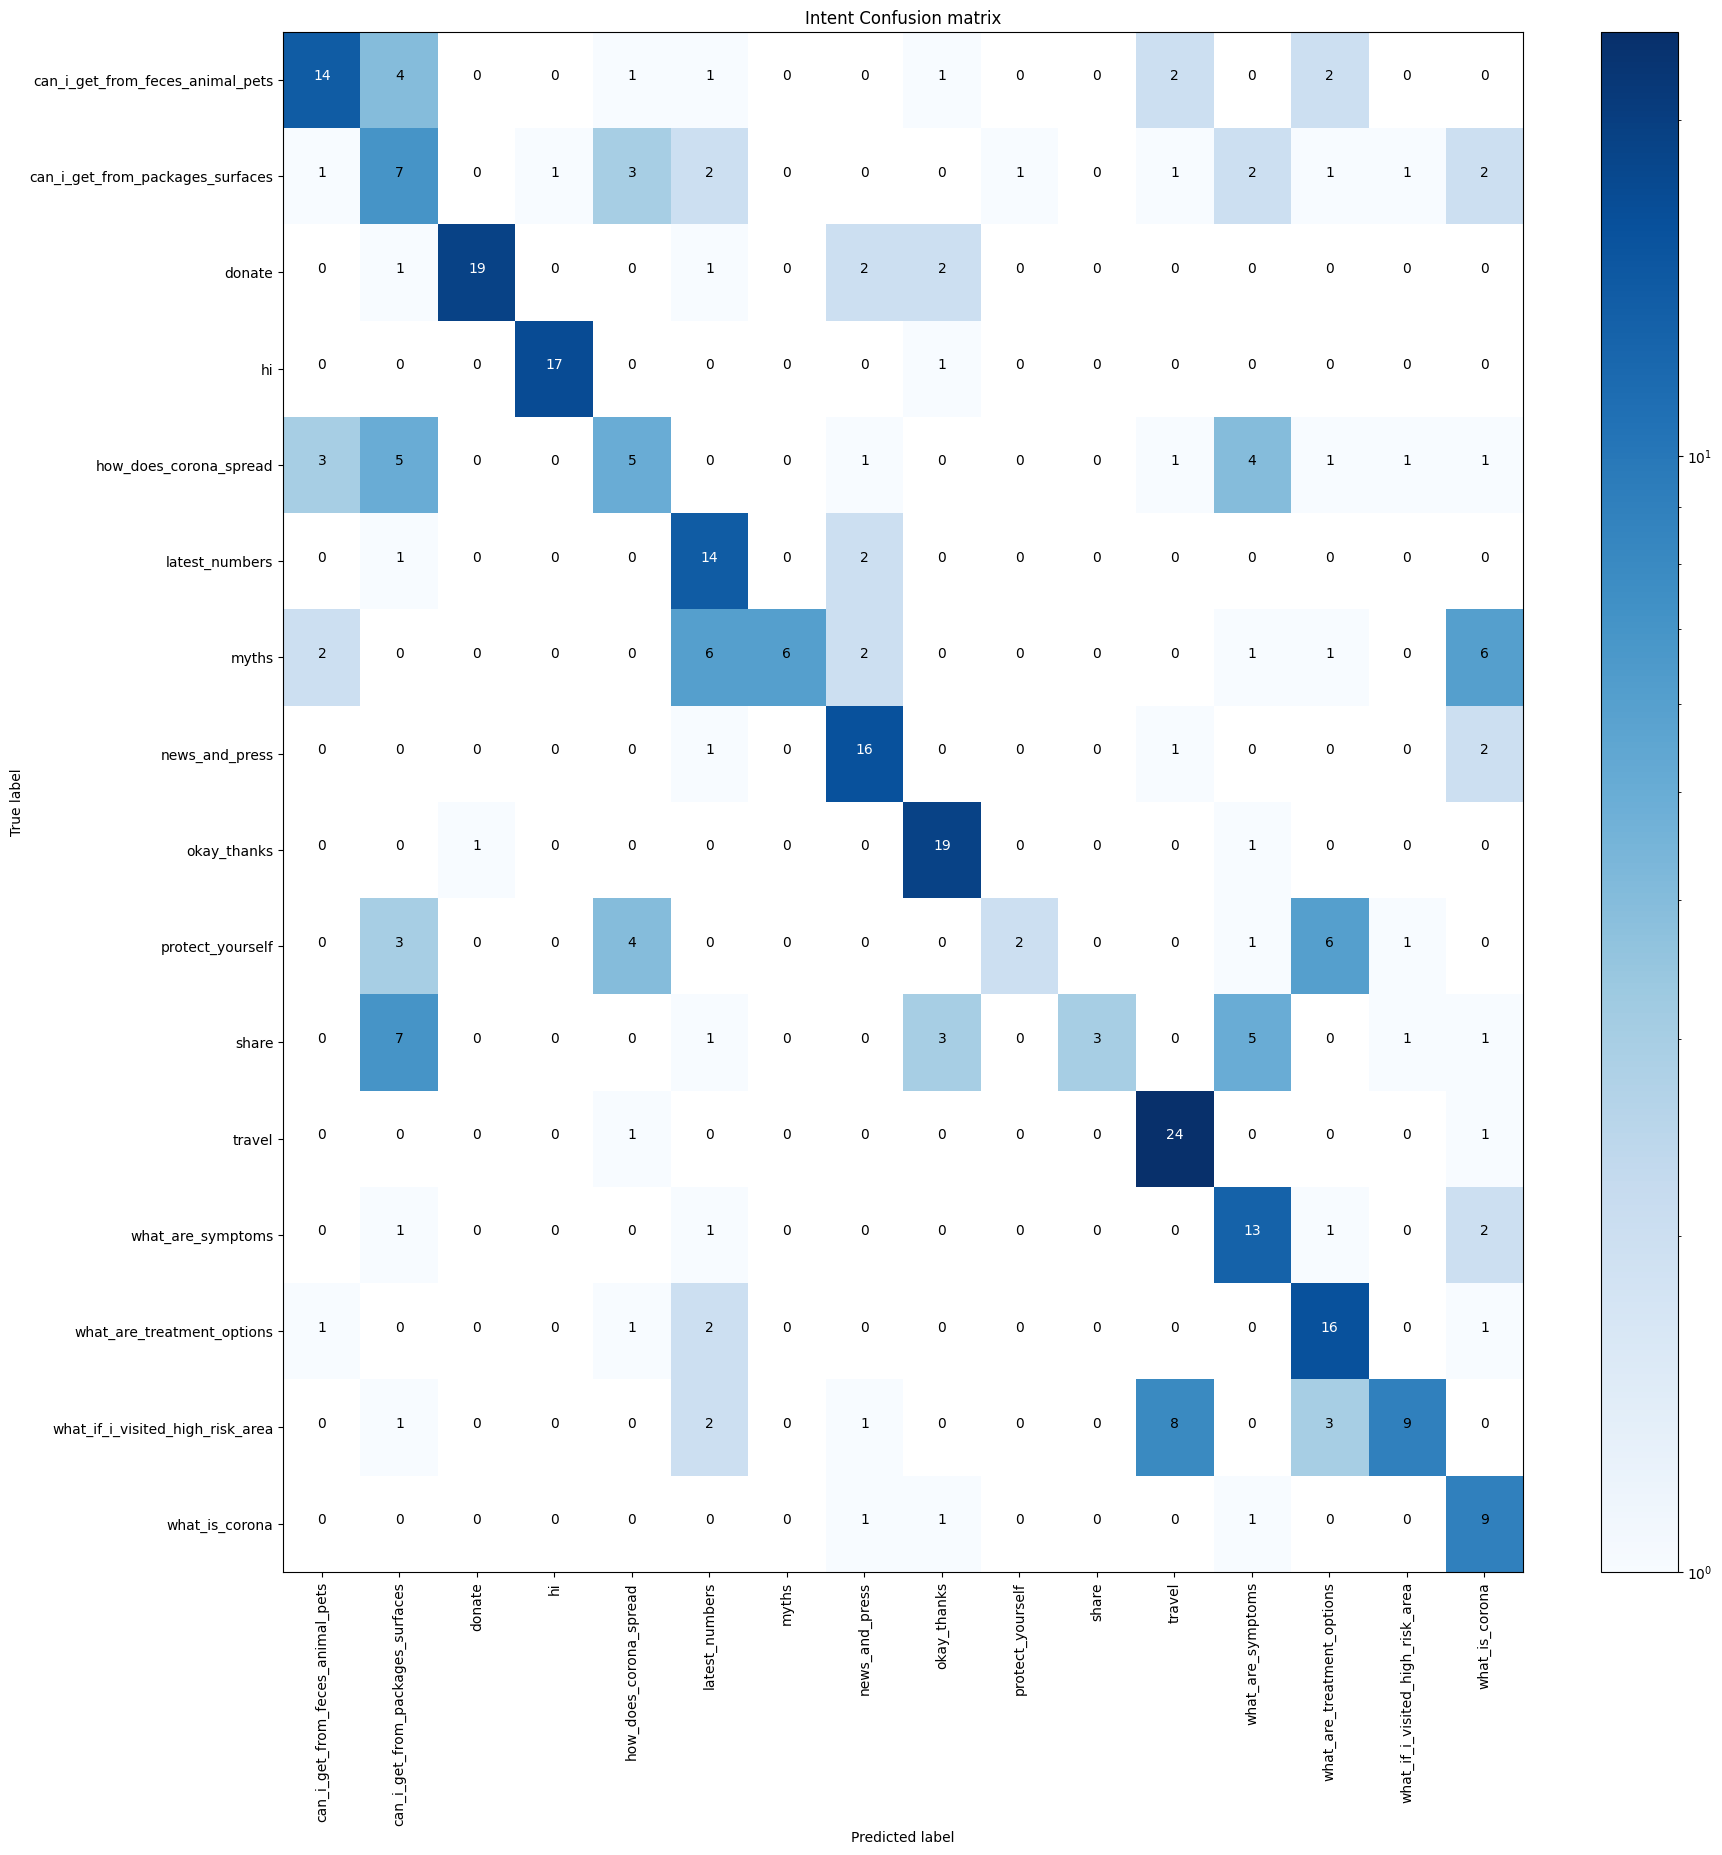 Intent Confusion matrix
can_i_get_from_feces_animal_pets 14 4 0 0 1 1 0 0 1 0 0 2 0 2 0 0
can_i_get_from_packages_surfaces 1 7 0 1 3 2 0 0 0 1 0 1 2 1 1 2
donate 0 1 19 0 0 1 0 2 2 0 0 0 0 0 0 0
hi 0 0 0 17 0 0 0 0 1 0 0 0 0 0 0 0
how_does_corona_spread 3 5 0 0 5 0 0 1 0 0 0 1 4 1 1 1
10¹
latest_numbers 0 1 0 0 0 14 0 2 0 0 0 0 0 0 0 0
myths 2 0 0 0 0 6 6 2 0 0 0 0 1 1 0 6
news_and_press 0 0 0 0 0 1 0 16 0 0 0 1 0 0 0 2
True label
okay_thanks 0 0 1 0 0 0 0 0 19 0 0 0 1 0 0 0
protect_yourself 0 3 0 0 4 0 0 0 0 2 0 0 1 6 1 0
share 0 7 0 0 0 1 0 0 3 0 3 0 5 0 1 1
travel 0 0 0 0 1 0 0 0 0 0 0 24 0 0 0 1
what_are_symptoms 0 1 0 0 0 1 0 0 0 0 0 0 13 1 0 2
what_are_treatment_options 1 0 0 0 1 2 0 0 0 0 0 0 0 16 0 1
what_if_i_visited_high_risk_area 0 1 0 0 0 2 0 1 0 0 0 8 0 3 9 0
what_is_corona 0 0 0 0 0 0 0 1 1 0 0 0 1 0 0 9
10⁰
can_i_get_from_feces_animal_pets
can_i_get_from_packages_surfaces
donate
hi
how_does_corona_spread
latest_numbers
myths
news_and_press
okay_thanks
protect_yourself
share
travel
what_are_symptoms
what_are_treatment_options
what_if_i_visited_high_risk_area
what_is_corona
Predicted label